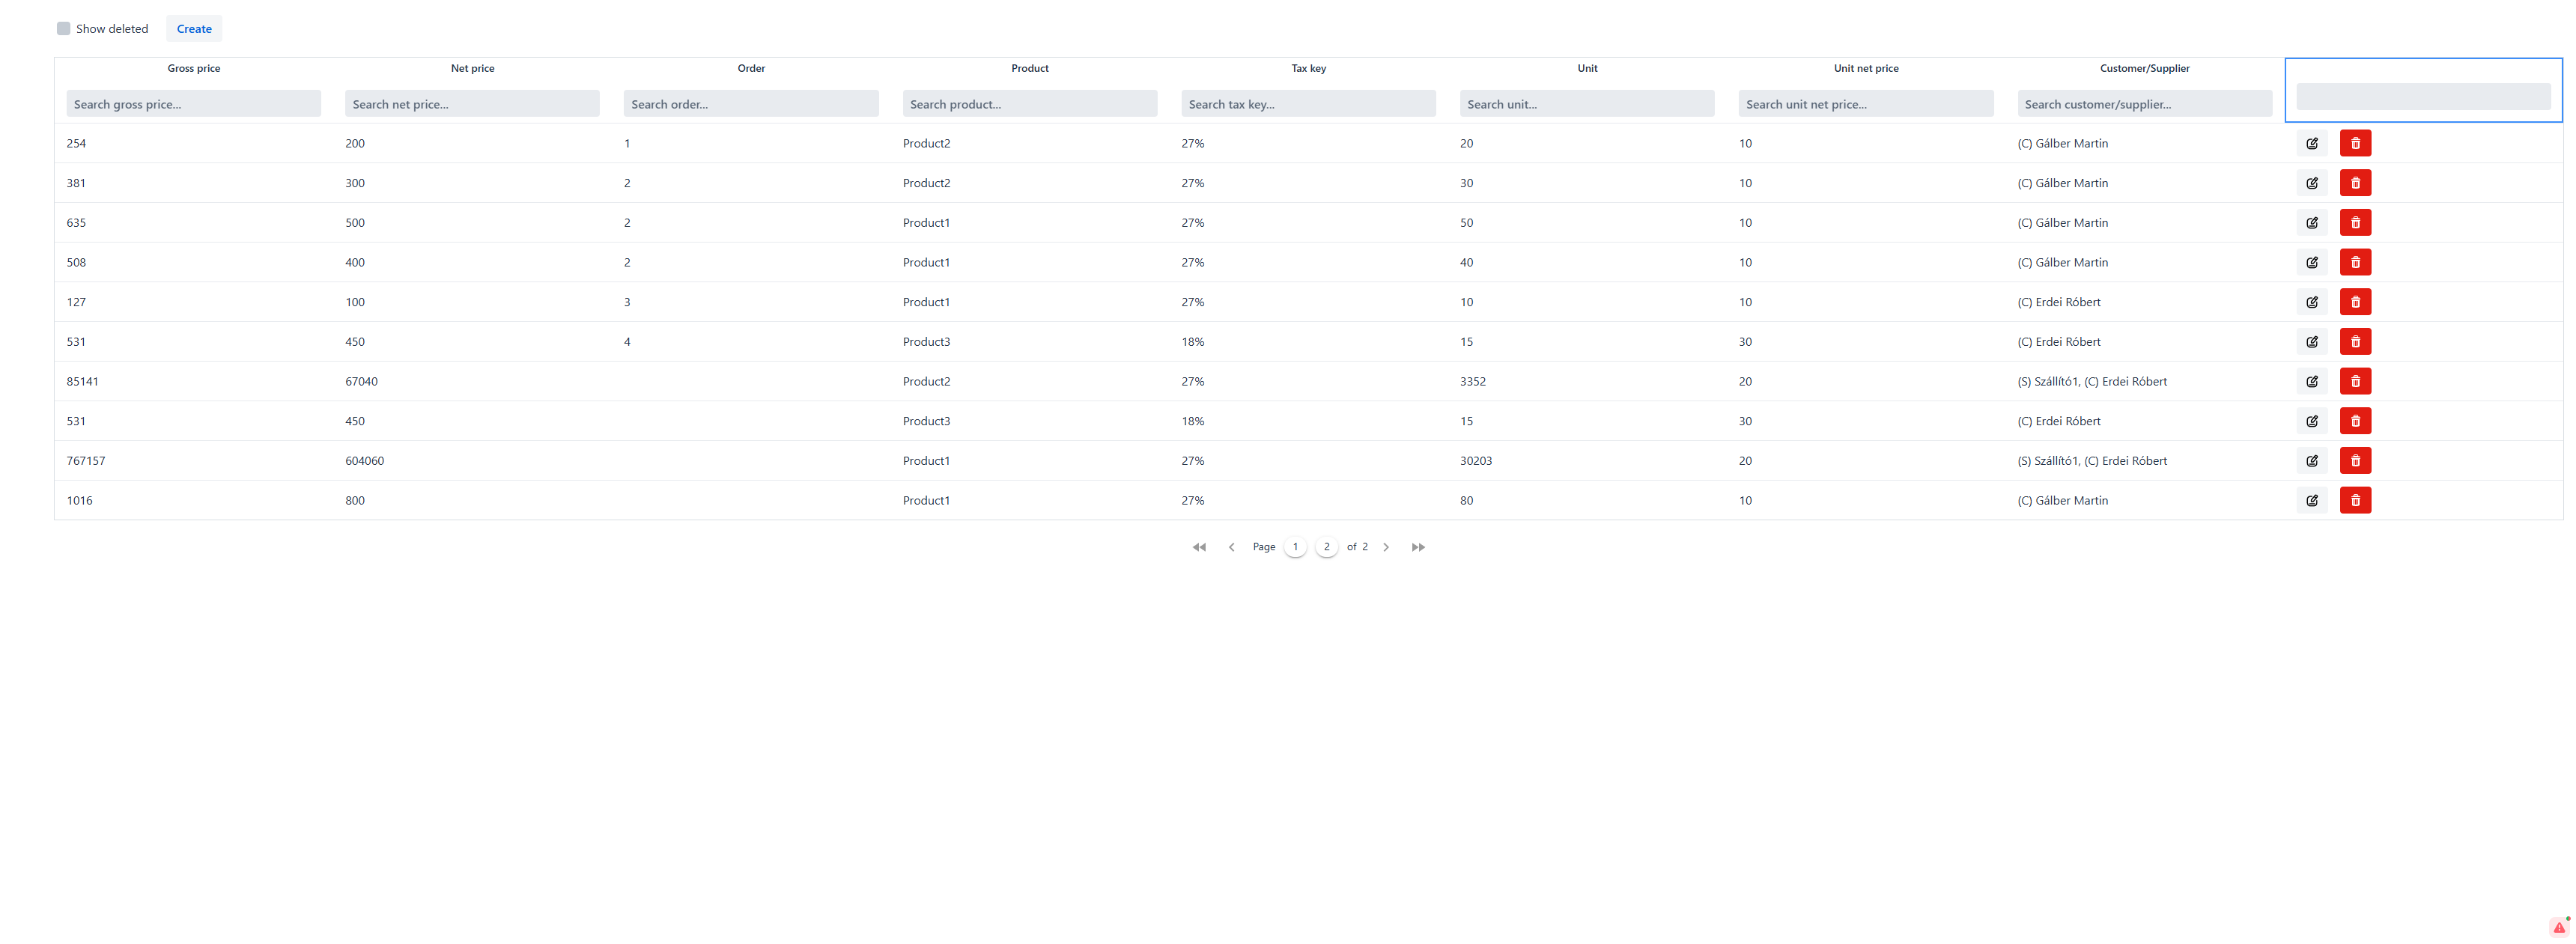 Show deleted Create
Gross price Net price Order Product Tax key Unit Unit net price Customer/Supplier
Search gross price... Search net price... Search order... Search product... Search tax key... Search unit... Search unit net price... Search customer/supplier...
254 200 1 Product2 27% 20 10 (C) Gálber Martin
381 300 2 Product2 27% 30 10 (C) Gálber Martin
635 500 2 Product1 27% 50 10 (C) Gálber Martin
508 400 2 Product1 27% 40 10 (C) Gálber Martin
127 100 3 Product1 27% 10 10 (C) Erdei Róbert
531 450 4 Product3 18% 15 30 (C) Erdei Róbert
85141 67040 Product2 27% 3352 20 (S) Szállító1, (C) Erdei Róbert
531 450 Product3 18% 15 30 (C) Erdei Róbert
767157 604060 Product1 27% 30203 20 (S) Szállító1, (C) Erdei Róbert
1016 800 Product1 27% 80 10 (C) Gálber Martin
Page 1 2 of 2